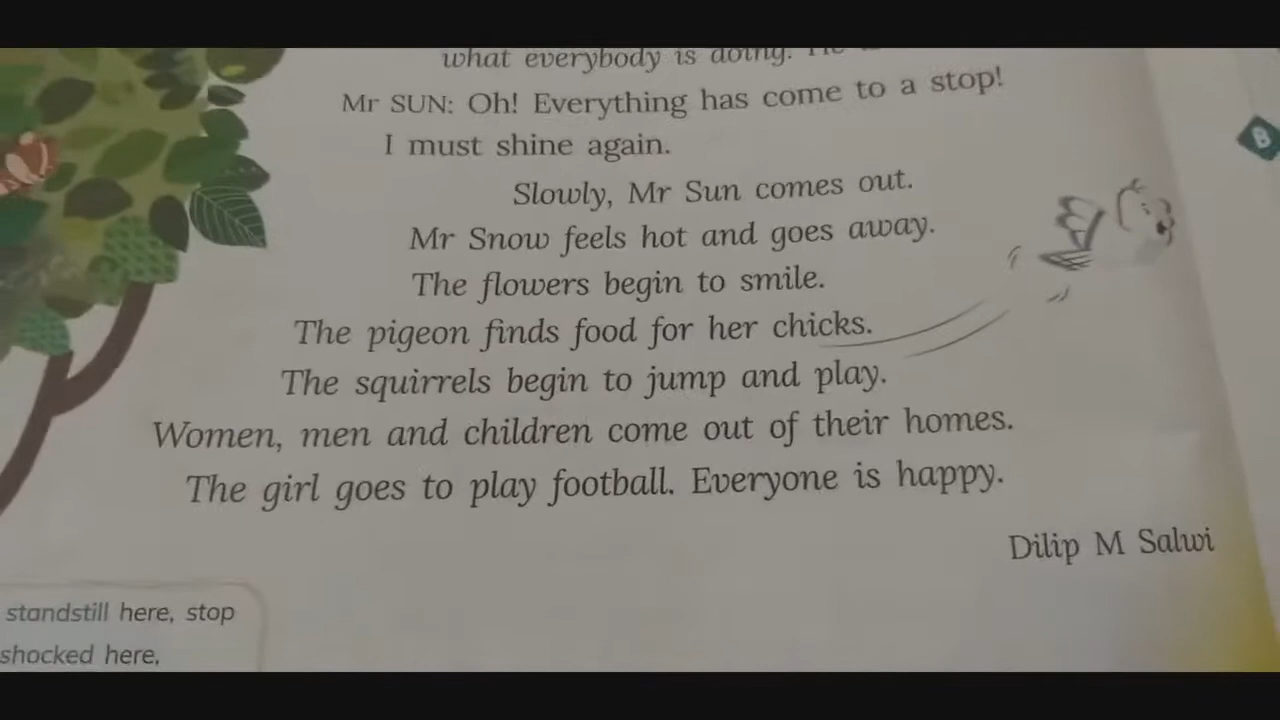 what everybody is doing. He
Mr SUN: Oh! Everything has come to a stop!
I must shine again.
Slowly, Mr Sun comes out.
Mr Snow feels hot and goes away.
The flowers begin to smile.
The pigeon finds food for her chicks.
The squirrels begin to jump and play.
Women, men and children come out of their homes.
The girl goes to play football. Everyone is happy.
Dilip M Salwi
standstill here, stop
shocked here,